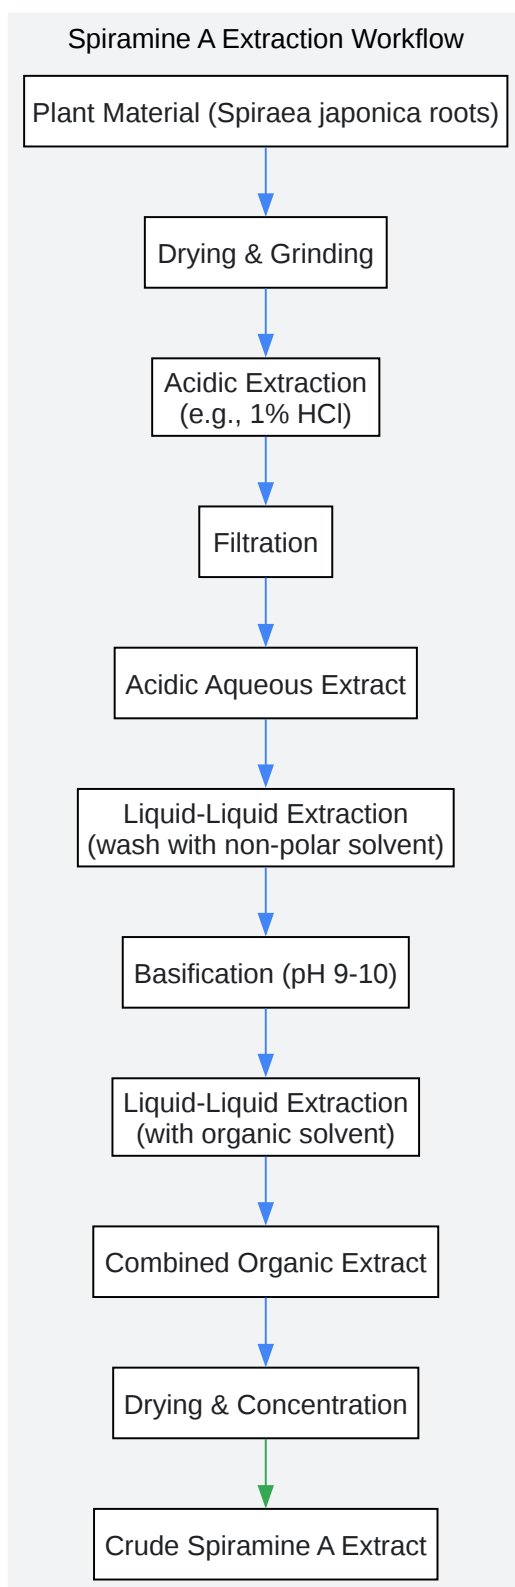 Spiramine A Extraction Workflow
Plant Material (Spiraea japonica roots)
Drying & Grinding
Acidic Extraction
(e.g., 1% HCl)
Filtration
Acidic Aqueous Extract
Liquid-Liquid Extraction
(wash with non-polar solvent)
Basification (pH 9-10)
Liquid-Liquid Extraction
(with organic solvent)
Combined Organic Extract
Drying & Concentration
Crude Spiramine A Extract